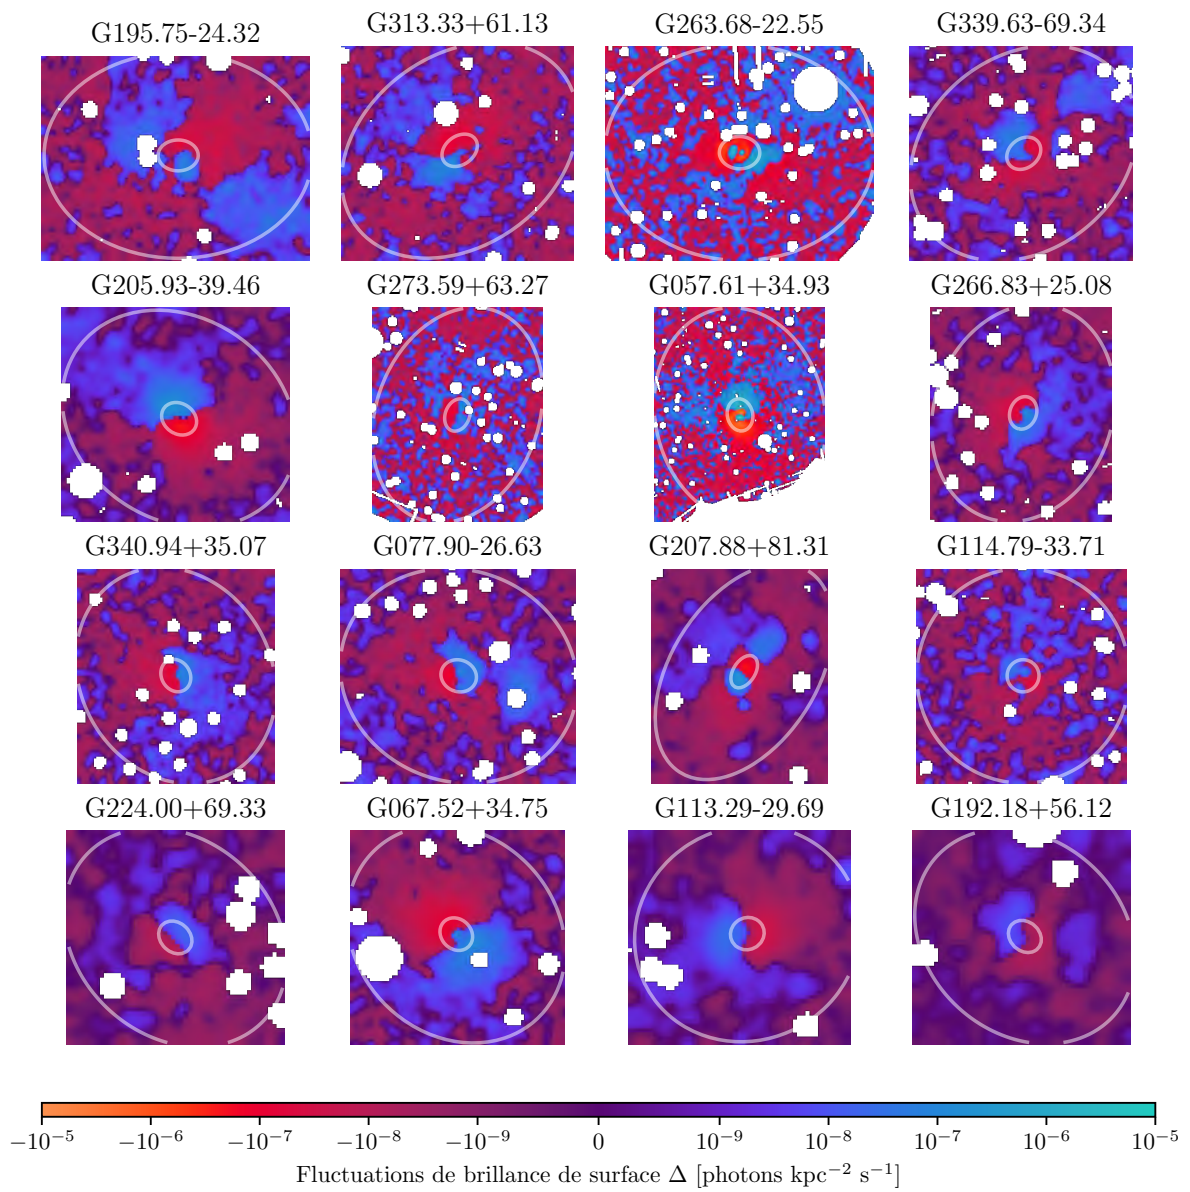 G195.75-24.32 G313.33+61.13 G263.68-22.55 G339.63-69.34
G205.93-39.46 G273.59+63.27 G057.61+34.93 G266.83+25.08
G340.94+35.07 G077.90-26.63 G207.88+81.31 G114.79-33.71
G224.00+69.33 G067.52+34.75 G113.29-29.69 G192.18+56.12
−10⁻⁵ −10⁻⁶ −10⁻⁷ −10⁻⁸ −10⁻⁹ 0 10⁻⁹ 10⁻⁸ 10⁻⁷ 10⁻⁶ 10⁻⁵
Fluctuations de brillance de surface Δ [photons kpc⁻² s⁻¹]